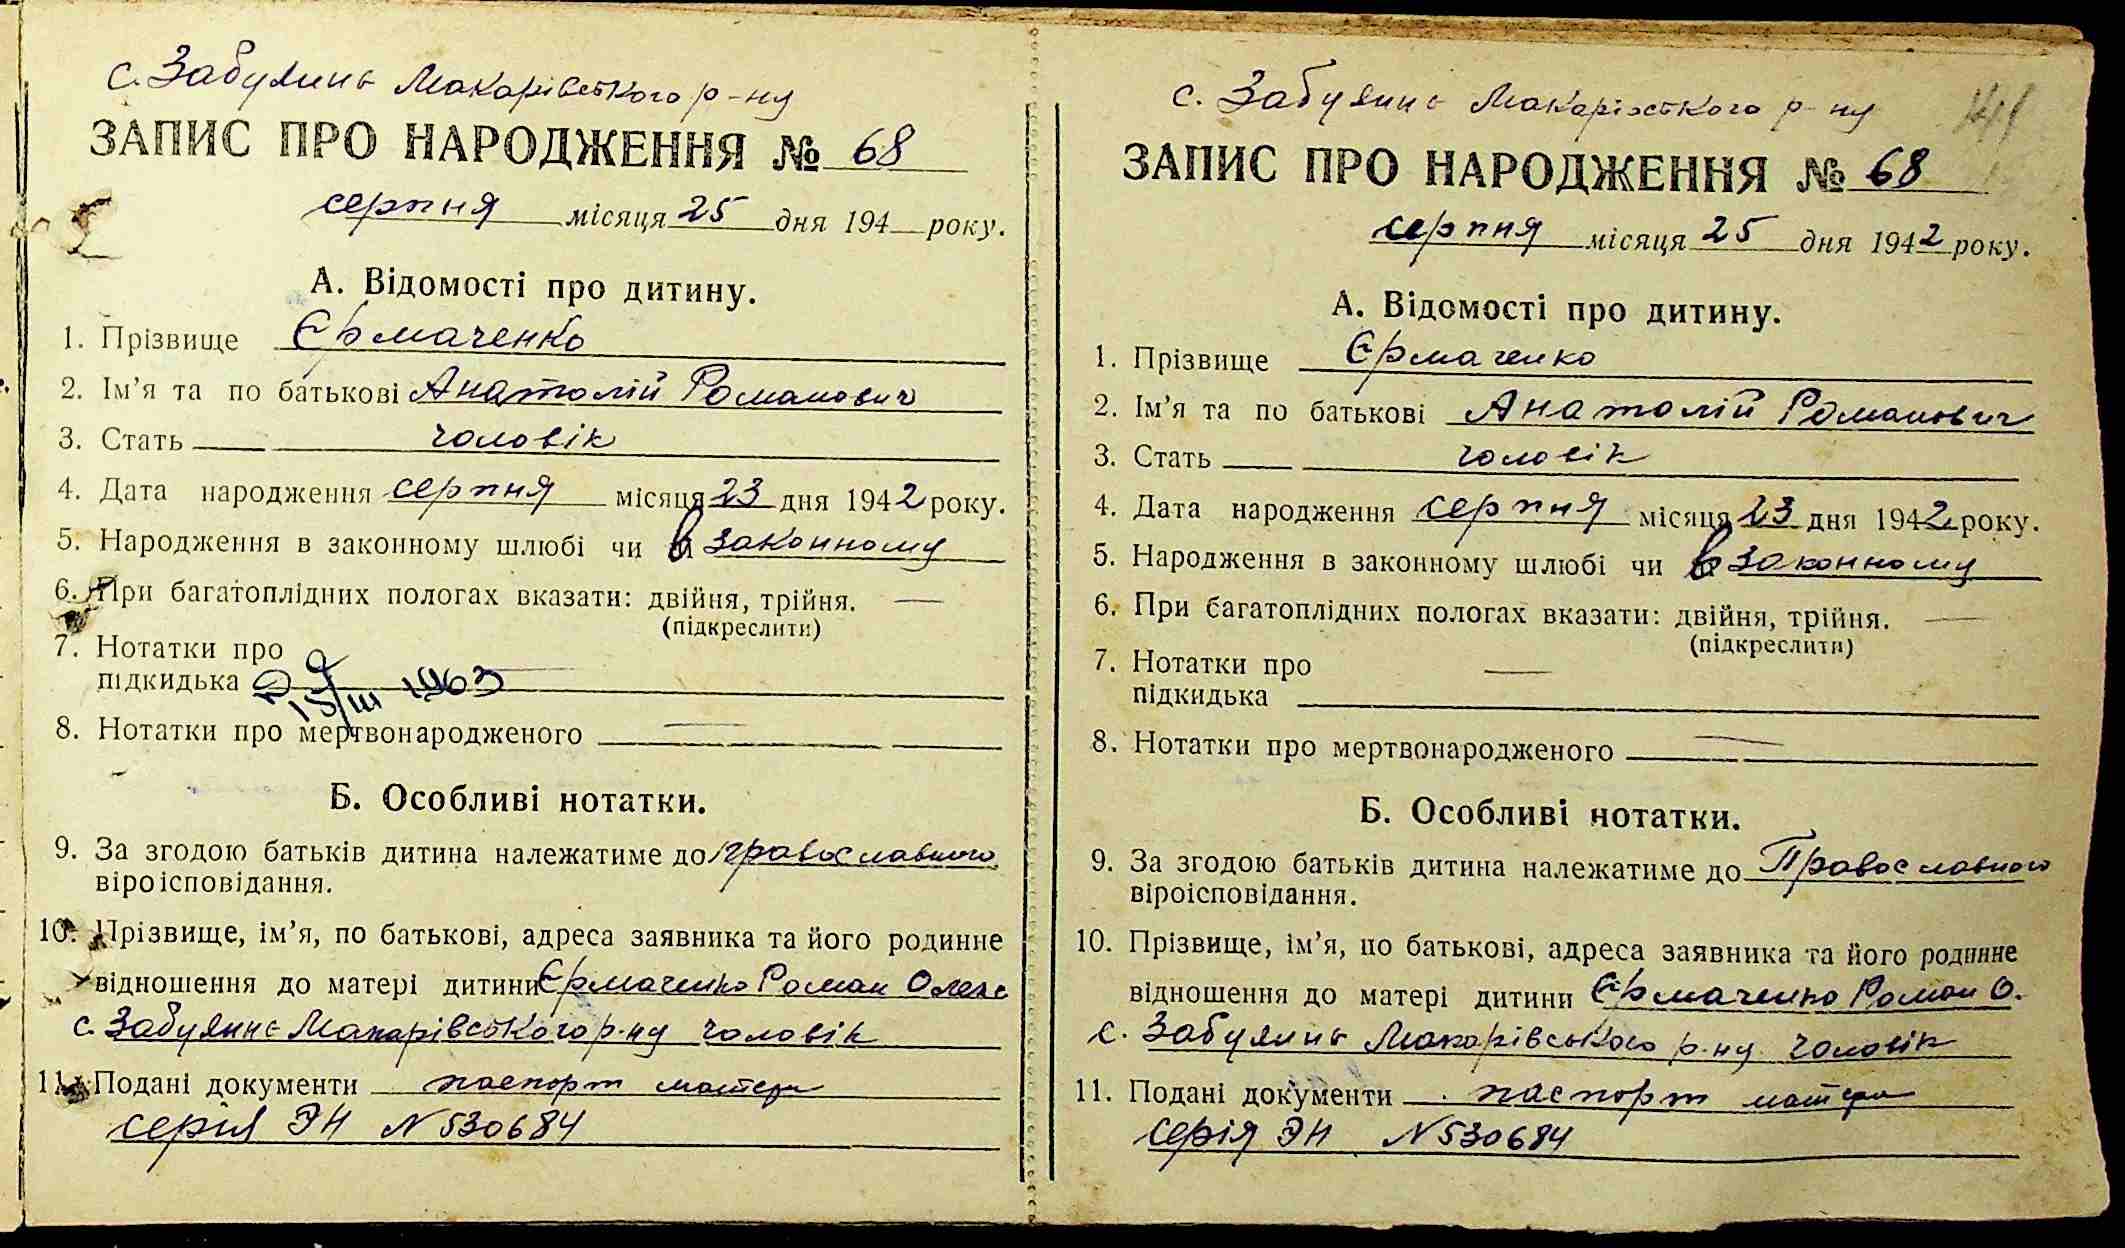 с. Забуянь Макарівського р-ну
ЗАПИС ПРО НАРОДЖЕННЯ № 68
серпня місяця 25 дня 194 року.
А. Відомості про дитину.
1. Прізвище Єрмаченко
2. Ім’я та по батькові Анатолій Романович
3. Стать чоловік
4. Дата народження серпня місяця 23 дня 1942 року.
5. Народження в законному шлюбі чи в законному
6. При багатоплідних пологах вказати: двійня, трійня. —
(підкреслити)
7. Нотатки про
підкидька 15/III 1963
8. Нотатки про мертвонародженого —
Б. Особливі нотатки.
9. За згодою батьків дитина належатиме до православного
віроісповідання.
10. Прізвище, ім’я, по батькові, адреса заявника та його родинне
відношення до матері дитини Єрмаченко Роман Олекс
с. Забуянь Макарівського р-ну чоловік
11. Подані документи паспорт матери
серія ЭН N 530684
с. Забуянь Макарівського р-ну
141
ЗАПИС ПРО НАРОДЖЕННЯ № 68
серпня місяця 25 дня 1942 року.
А. Відомості про дитину.
1. Прізвище Єрмаченко
2. Ім’я та по батькові Анатолій Романович
3. Стать чоловік
4. Дата народження серпня місяця 23 дня 1942 року.
5. Народження в законному шлюбі чи в законному
6. При багатоплідних пологах вказати: двійня, трійня. —
(підкреслити)
7. Нотатки про —
підкидька
8. Нотатки про мертвонародженого —
Б. Особливі нотатки.
9. За згодою батьків дитина належатиме до Православного
віроісповідання.
10. Прізвище, ім’я, по батькові, адреса заявника та його родинне
відношення до матері дитини Єрмаченко Роман О.
с. Забуянь Макарівського р-ну чоловік
11. Подані документи паспорт матери
серія ЭН N 530684